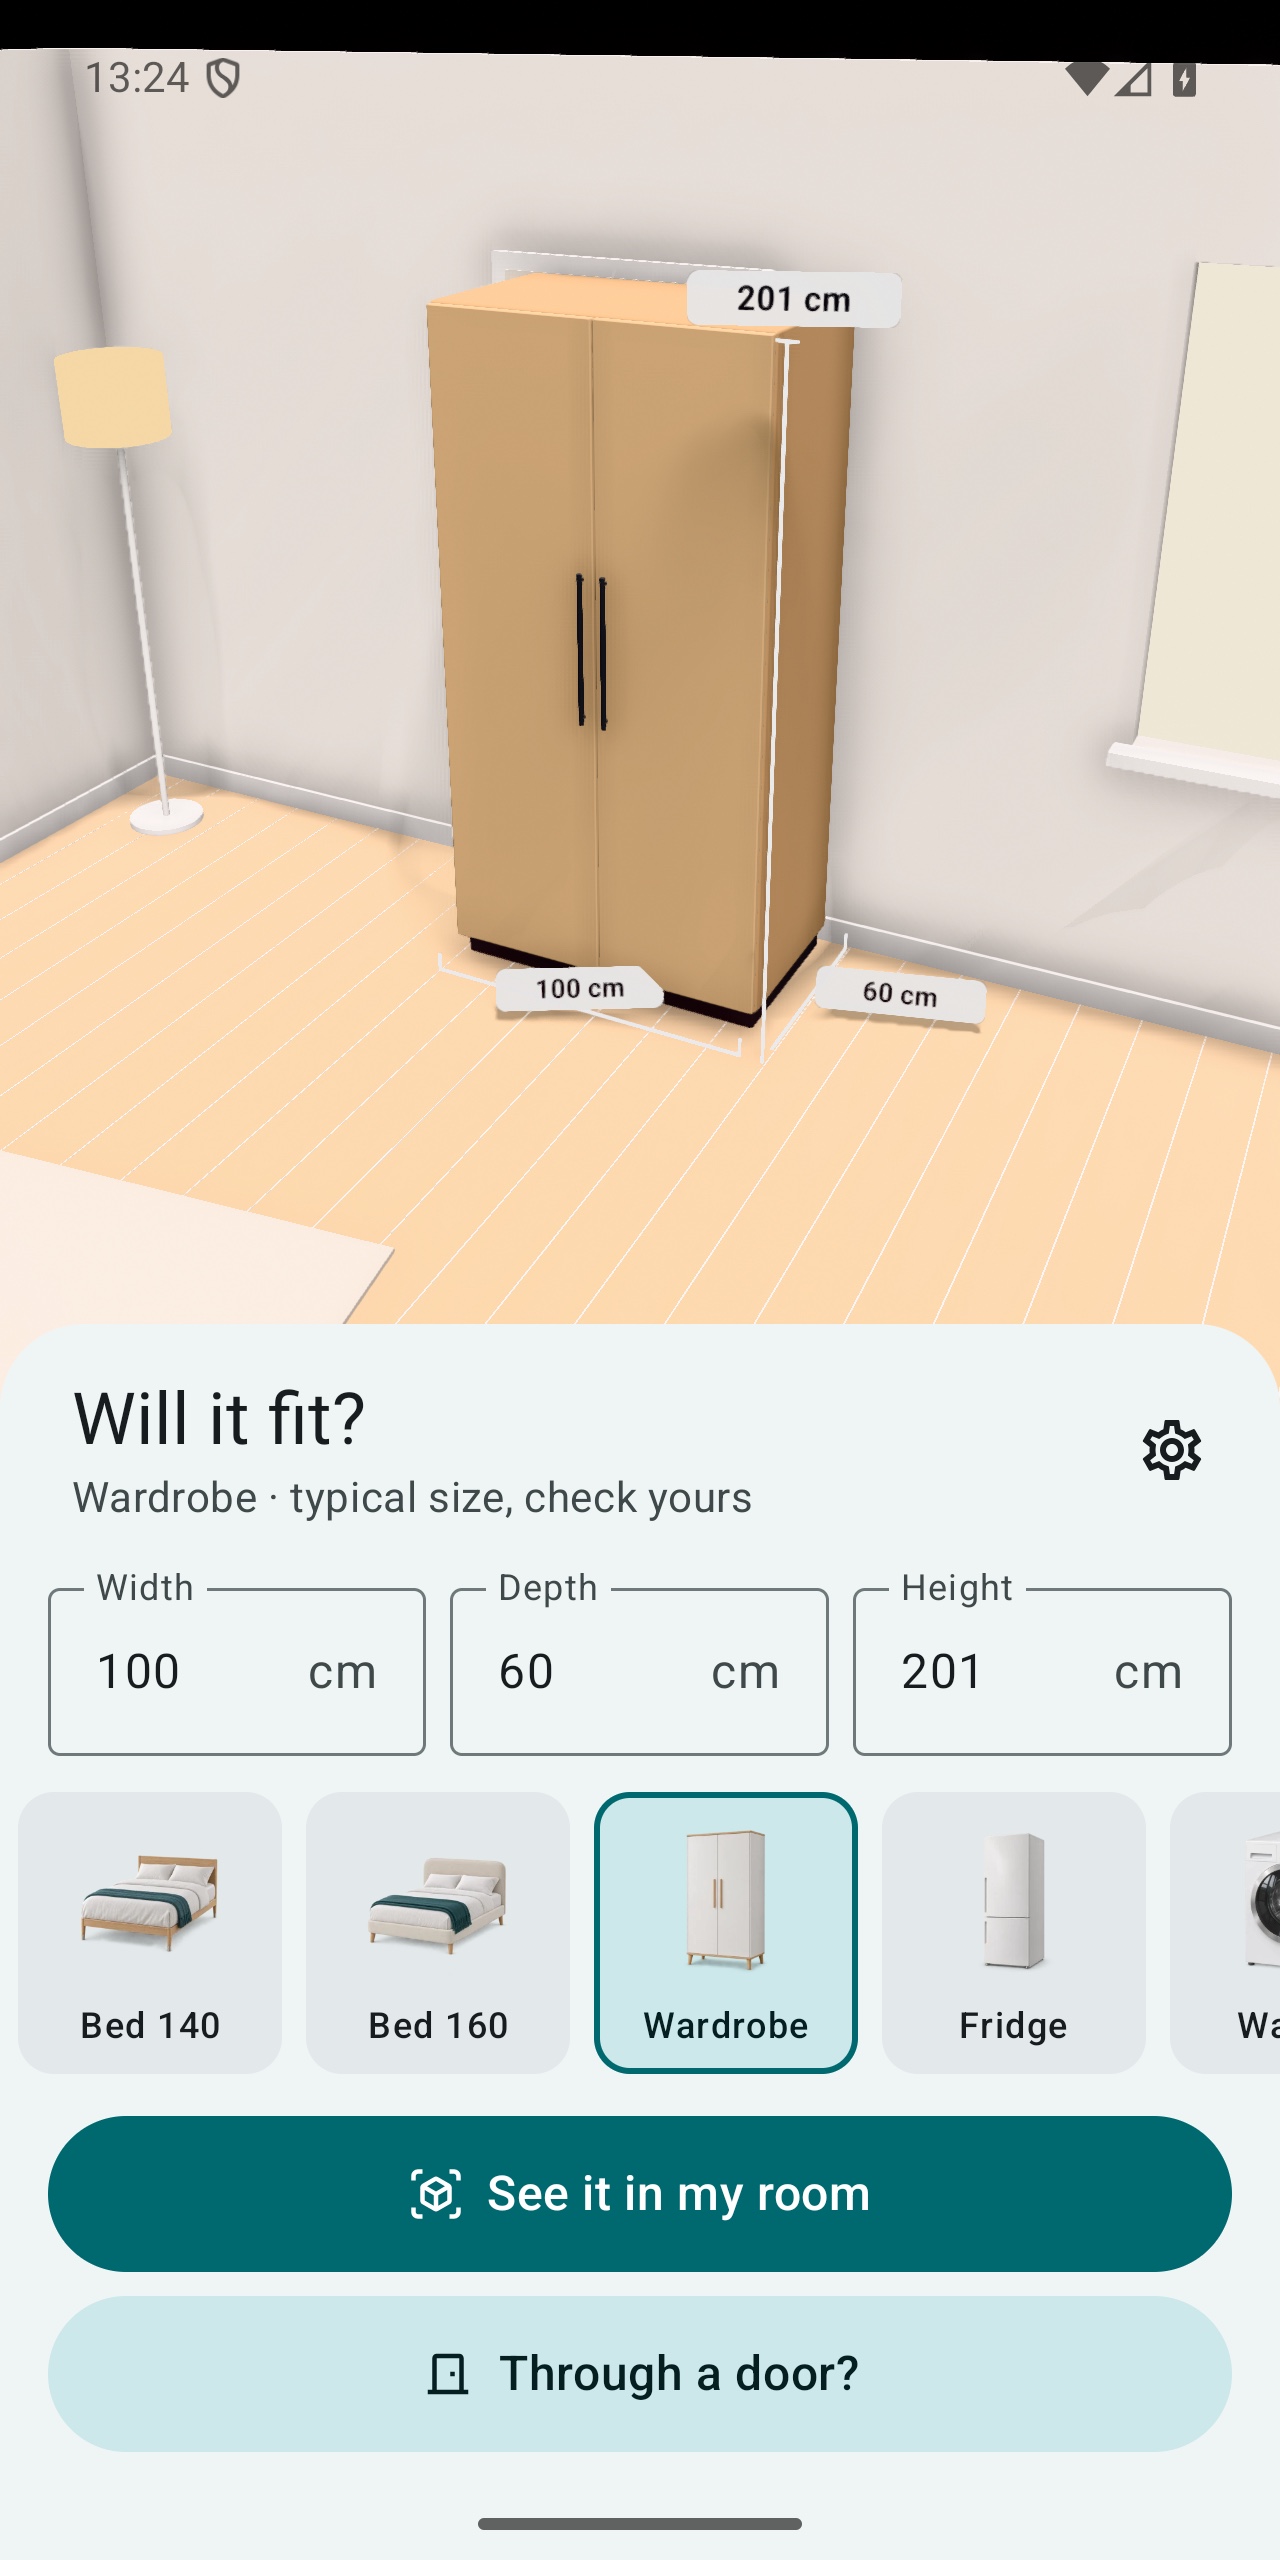 13:24
201 cm
100 cm
60 cm
Will it fit?
Wardrobe · typical size, check yours
Width
Depth
Height
100 cm
60 cm
201 cm
Bed 140
Bed 160
Wardrobe
Fridge
Wa
See it in my room
Through a door?